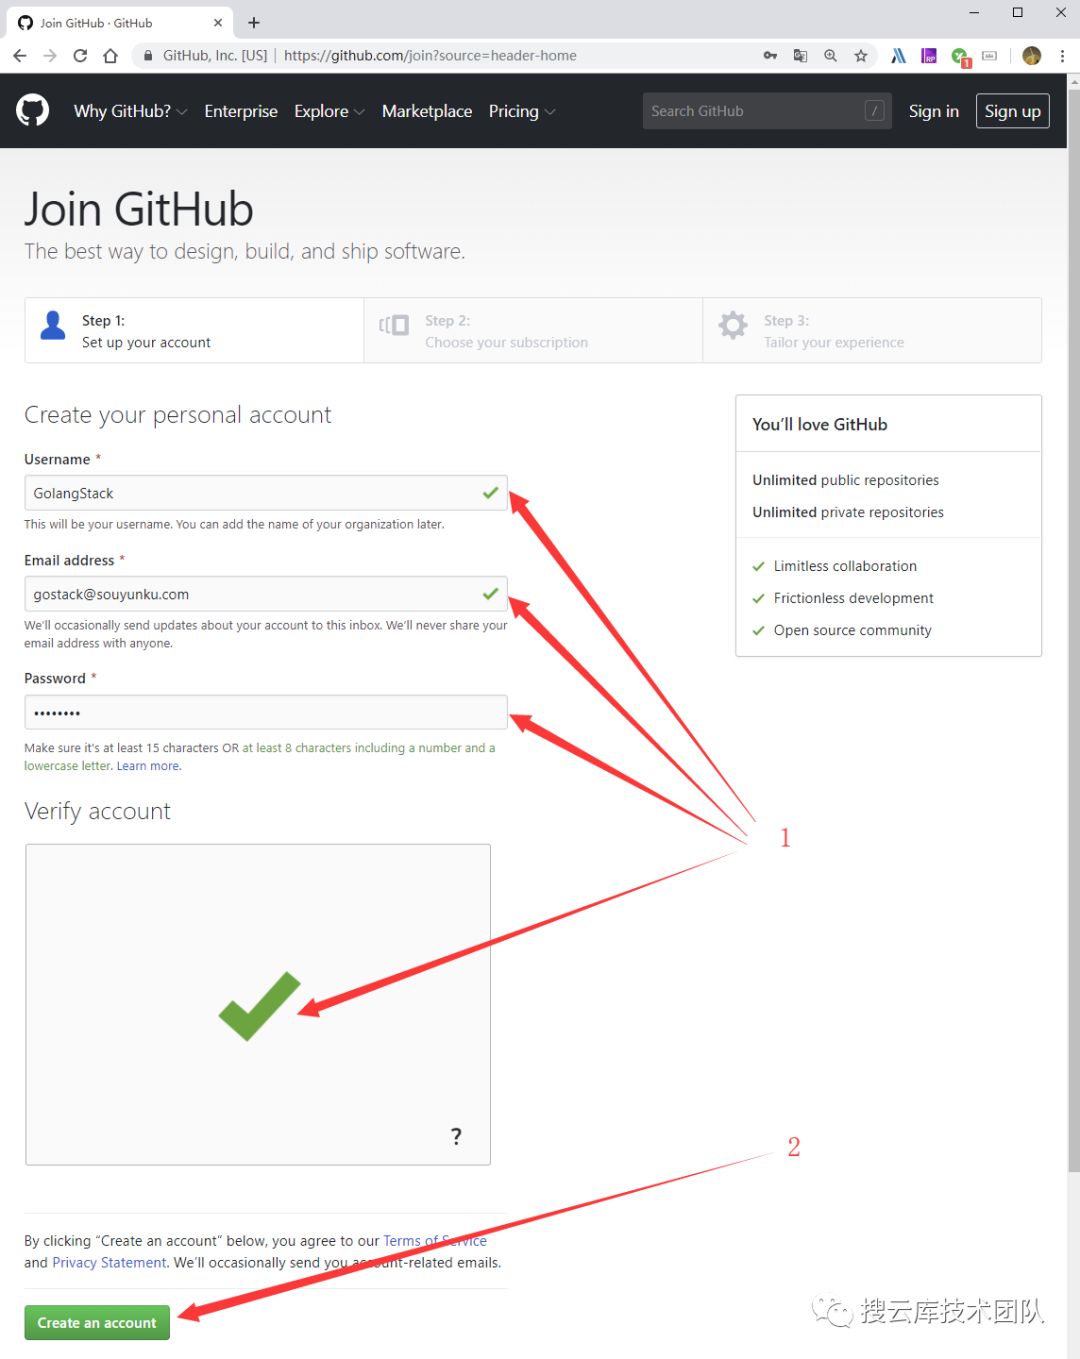 Join GitHub · GitHub
GitHub, Inc. [US] | https://github.com/join?source=header-home
1
Why GitHub? Enterprise Explore Marketplace Pricing Search GitHub / Sign in Sign up
Join GitHub
The best way to design, build, and ship software.
Step 1:
Set up your account
Step 2:
Choose your subscription
Step 3:
Tailor your experience
Create your personal account
Username *
GolangStack
This will be your username. You can add the name of your organization later.
Email address *
gostack@souyunku.com
We'll occasionally send updates about your account to this inbox. We'll never share your
email address with anyone.
Password *
••••••••
Make sure it's at least 15 characters OR at least 8 characters including a number and a
lowercase letter. Learn more.
You'll love GitHub
Unlimited public repositories
Unlimited private repositories
Limitless collaboration
Frictionless development
Open source community
Verify account
1
?
2
By clicking “Create an account” below, you agree to our Terms of Service
and Privacy Statement. We'll occasionally send you account-related emails.
Create an account
搜云库技术团队